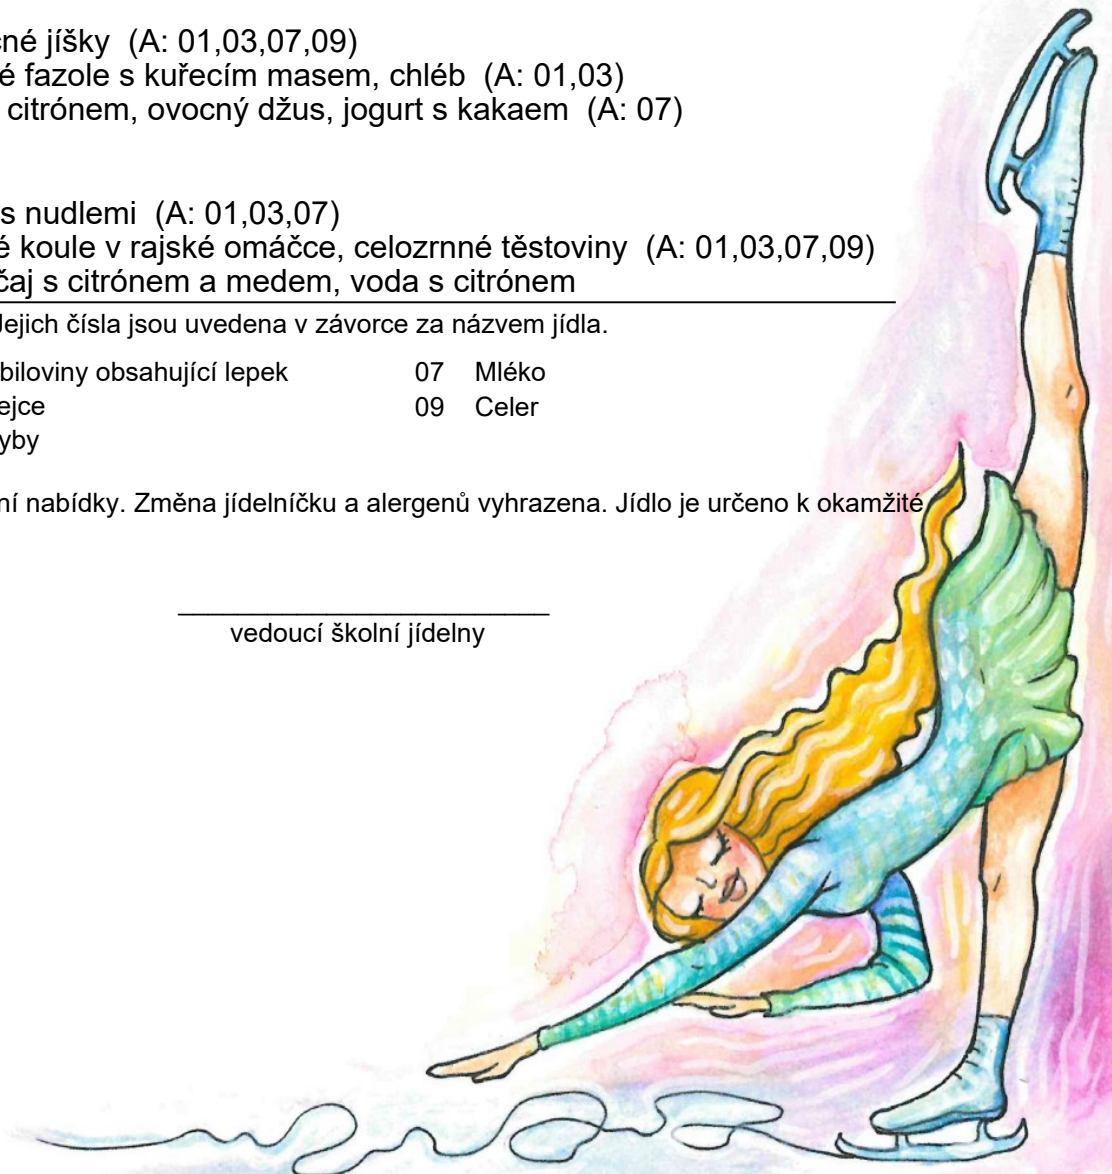 né jíšky (A: 01,03,07,09)
é fazole s kuřecím masem, chléb (A: 01,03)
citrónem, ovocný džus, jogurt s kakaem (A: 07)
s nudlemi (A: 01,03,07)
é koule v rajské omáčce, celozrnné těstoviny (A: 01,03,07,09)
čaj s citrónem a medem, voda s citrónem
Jejich čísla jsou uvedena v závorce za názvem jídla.
biloviny obsahující lepek 07 Mléko
ejce 09 Celer
yby
ní nabídky. Změna jídelníčku a alergenů vyhrazena. Jídlo je určeno k okamžité
vedoucí školní jídelny